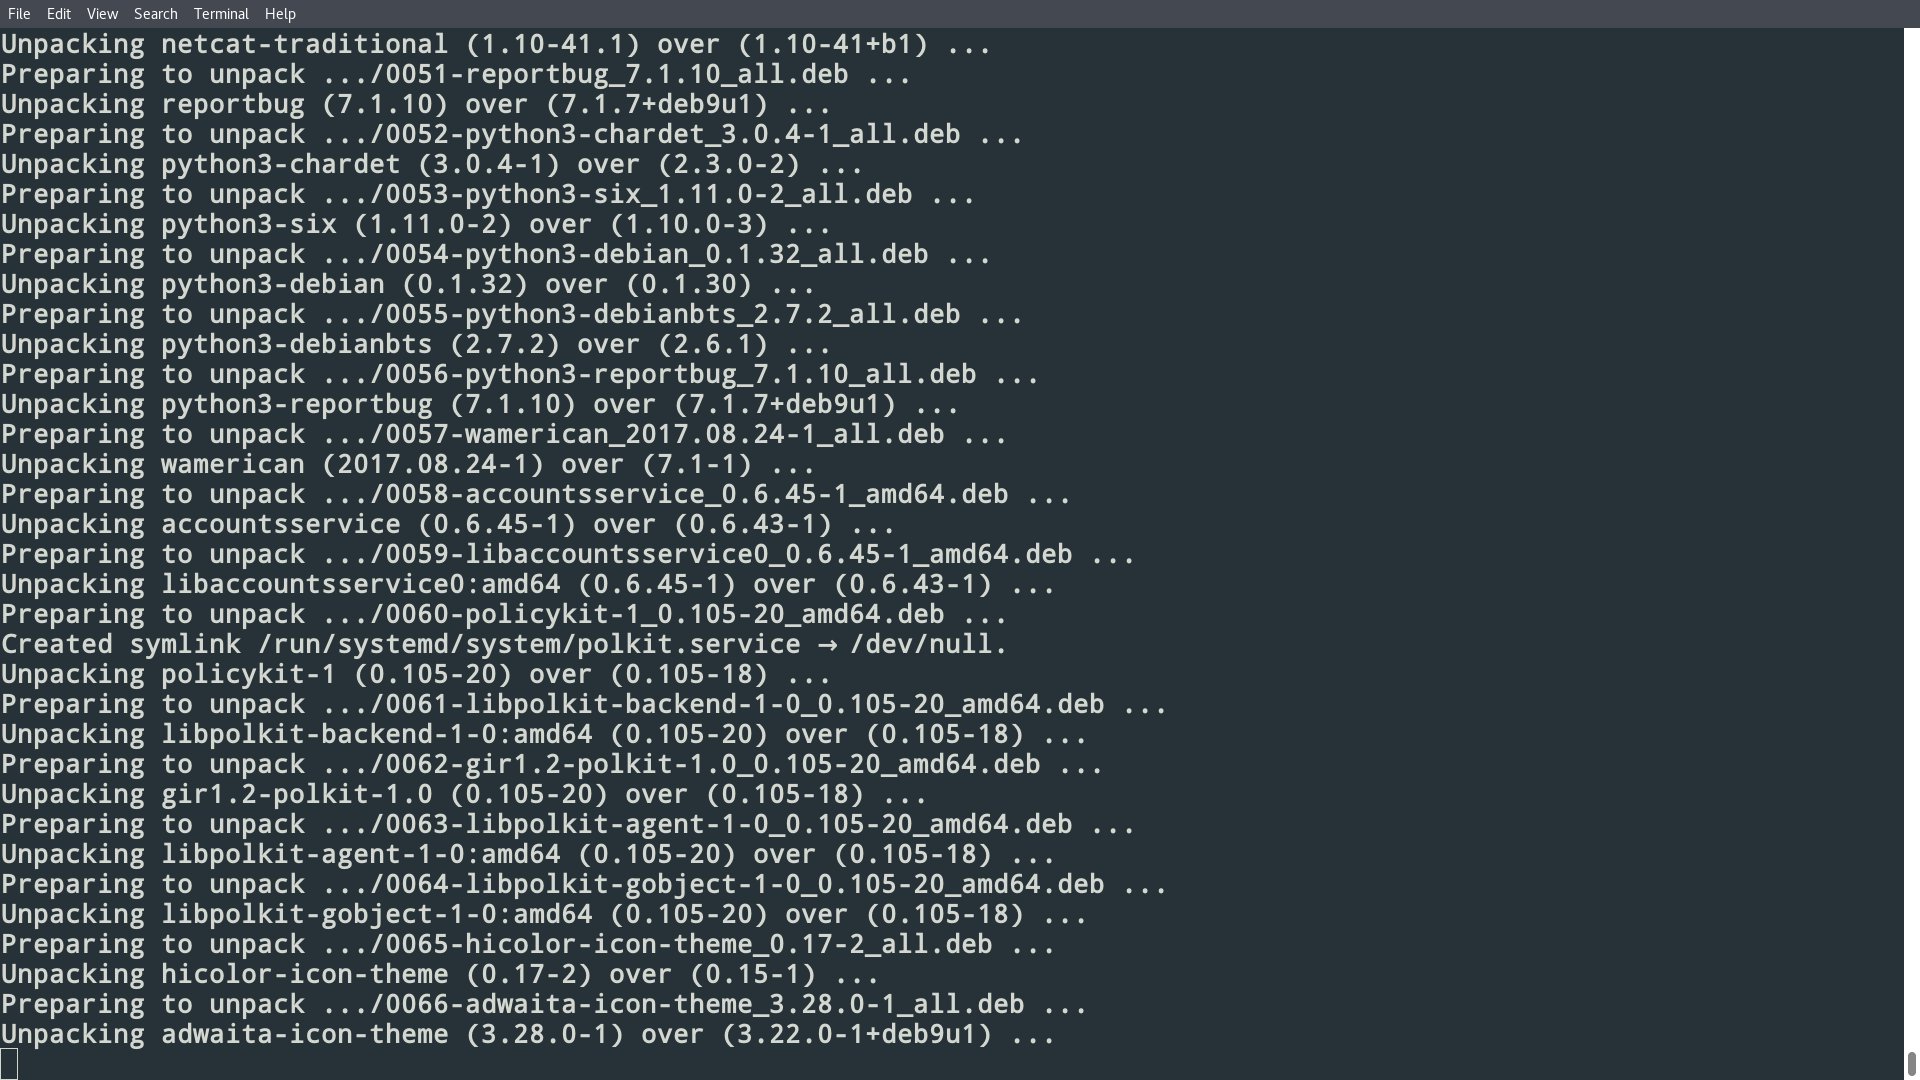 File Edit View Search Terminal Help
Unpacking netcat-traditional (1.10-41.1) over (1.10-41+b1) ...
Preparing to unpack .../0051-reportbug_7.1.10_all.deb ...
Unpacking reportbug (7.1.10) over (7.1.7+deb9u1) ...
Preparing to unpack .../0052-python3-chardet_3.0.4-1_all.deb ...
Unpacking python3-chardet (3.0.4-1) over (2.3.0-2) ...
Preparing to unpack .../0053-python3-six_1.11.0-2_all.deb ...
Unpacking python3-six (1.11.0-2) over (1.10.0-3) ...
Preparing to unpack .../0054-python3-debian_0.1.32_all.deb ...
Unpacking python3-debian (0.1.32) over (0.1.30) ...
Preparing to unpack .../0055-python3-debianbts_2.7.2_all.deb ...
Unpacking python3-debianbts (2.7.2) over (2.6.1) ...
Preparing to unpack .../0056-python3-reportbug_7.1.10_all.deb ...
Unpacking python3-reportbug (7.1.10) over (7.1.7+deb9u1) ...
Preparing to unpack .../0057-wamerican_2017.08.24-1_all.deb ...
Unpacking wamerican (2017.08.24-1) over (7.1-1) ...
Preparing to unpack .../0058-accountsservice_0.6.45-1_amd64.deb ...
Unpacking accountsservice (0.6.45-1) over (0.6.43-1) ...
Preparing to unpack .../0059-libaccountsservice0_0.6.45-1_amd64.deb ...
Unpacking libaccountsservice0:amd64 (0.6.45-1) over (0.6.43-1) ...
Preparing to unpack .../0060-policykit-1_0.105-20_amd64.deb ...
Created symlink /run/systemd/system/polkit.service → /dev/null.
Unpacking policykit-1 (0.105-20) over (0.105-18) ...
Preparing to unpack .../0061-libpolkit-backend-1-0_0.105-20_amd64.deb ...
Unpacking libpolkit-backend-1-0:amd64 (0.105-20) over (0.105-18) ...
Preparing to unpack .../0062-gir1.2-polkit-1.0_0.105-20_amd64.deb ...
Unpacking gir1.2-polkit-1.0 (0.105-20) over (0.105-18) ...
Preparing to unpack .../0063-libpolkit-agent-1-0_0.105-20_amd64.deb ...
Unpacking libpolkit-agent-1-0:amd64 (0.105-20) over (0.105-18) ...
Preparing to unpack .../0064-libpolkit-gobject-1-0_0.105-20_amd64.deb ...
Unpacking libpolkit-gobject-1-0:amd64 (0.105-20) over (0.105-18) ...
Preparing to unpack .../0065-hicolor-icon-theme_0.17-2_all.deb ...
Unpacking hicolor-icon-theme (0.17-2) over (0.15-1) ...
Preparing to unpack .../0066-adwaita-icon-theme_3.28.0-1_all.deb ...
Unpacking adwaita-icon-theme (3.28.0-1) over (3.22.0-1+deb9u1) ...